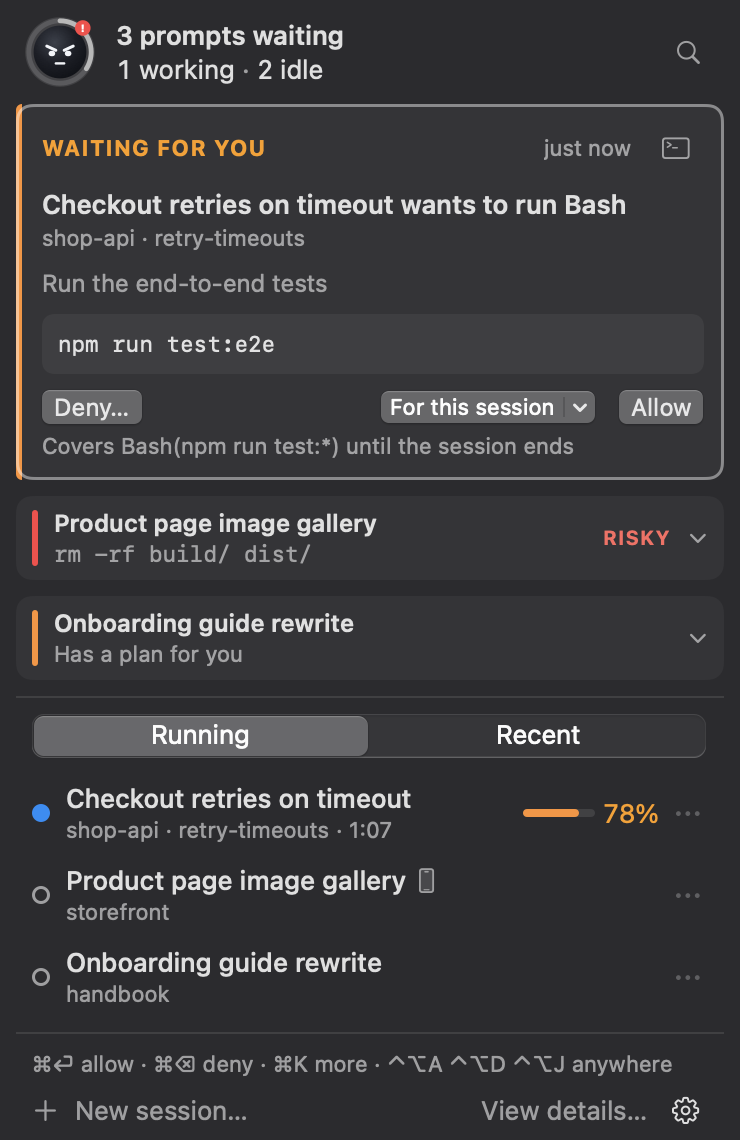 3 prompts waiting
1 working · 2 idle
WAITING FOR YOU just now
Checkout retries on timeout wants to run Bash
shop-api · retry-timeouts
Run the end-to-end tests
npm run test:e2e
Deny... For this session Allow
Covers Bash(npm run test:*) until the session ends
Product page image gallery
rm -rf build/ dist/
RISKY
Onboarding guide rewrite
Has a plan for you
Running Recent
Checkout retries on timeout
shop-api · retry-timeouts · 1:07
78%
Product page image gallery
storefront
Onboarding guide rewrite
handbook
⌘↩ allow · ⌘⌫ deny · ⌘K more · ^⌥A ^⌥D ^⌥J anywhere
+ New session... View details...